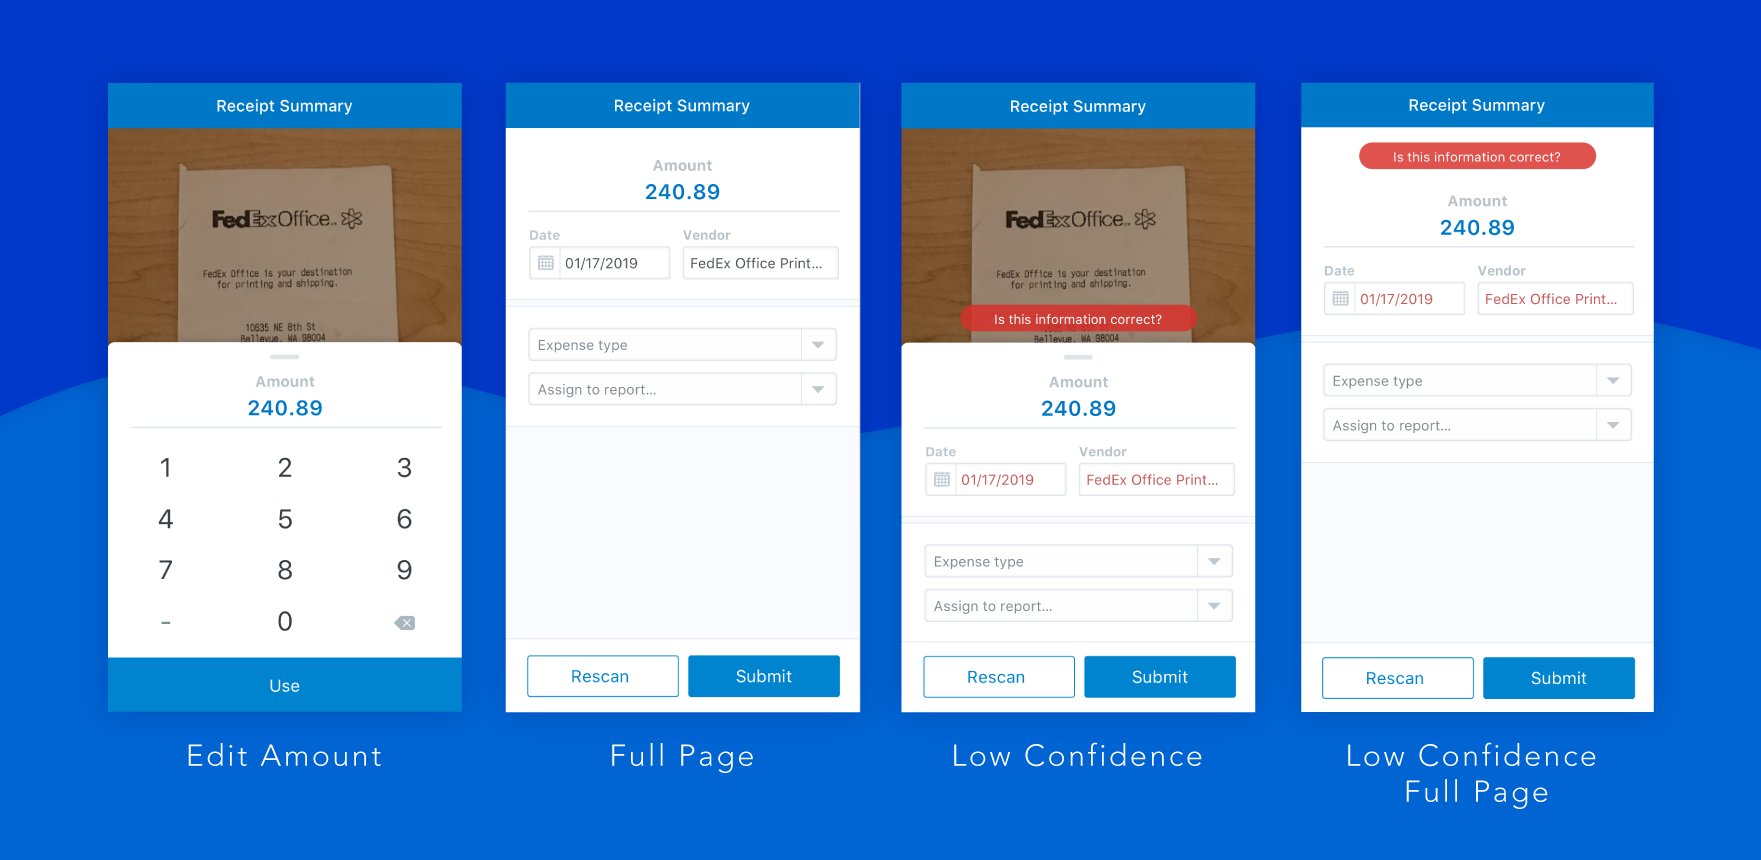 Receipt Summary
FedExOffice
FedEx Office is your destination
for printing and shipping.
10635 NE 8th St
Bellevue, WA 98004
Amount
240.89
1 2 3
4 5 6
7 8 9
- 0
Use
Edit Amount
Receipt Summary
Amount
240.89
Date Vendor
01/17/2019 FedEx Office Print...
Expense type
Assign to report...
Rescan Submit
Full Page
Receipt Summary
FedExOffice
FedEx Office is your destination
for printing and shipping.
Is this information correct?
Bellevue, WA 98004
Amount
240.89
Date Vendor
01/17/2019 FedEx Office Print...
Expense type
Assign to report...
Rescan Submit
Low Confidence
Receipt Summary
Is this information correct?
Amount
240.89
Date Vendor
01/17/2019 FedEx Office Print...
Expense type
Assign to report...
Rescan Submit
Low Confidence
Full Page